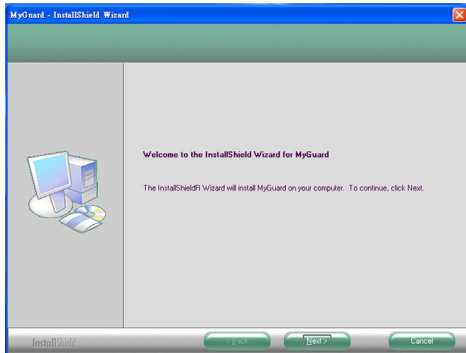 MyGuard - InstallShield Wizard
Welcome to the InstallShield Wizard for MyGuard
The InstallShieldR Wizard will install MyGuard on your computer. To continue, click Next.
InstallShield
< Back
Next >
Cancel